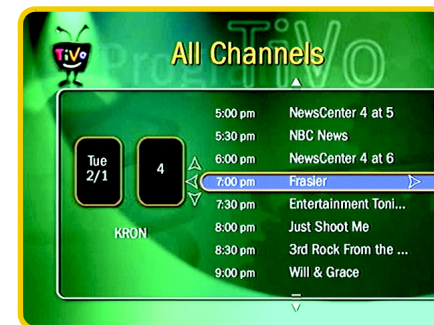 TiVo
All Channels
5:00 pm NewsCenter 4 at 5
5:30 pm NBC News
6:00 pm NewsCenter 4 at 6
7:00 pm Frasier
7:30 pm Entertainment Toni...
8:00 pm Just Shoot Me
8:30 pm 3rd Rock From the ...
9:00 pm Will & Grace
Tue
2/1
4
KRON
TiVo